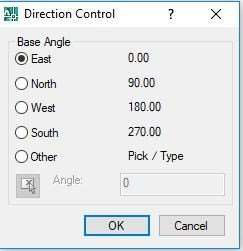 Direction Control ?
Base Angle
East 0.00
North 90.00
West 180.00
South 270.00
Other Pick / Type
Angle: 0
OK Cancel